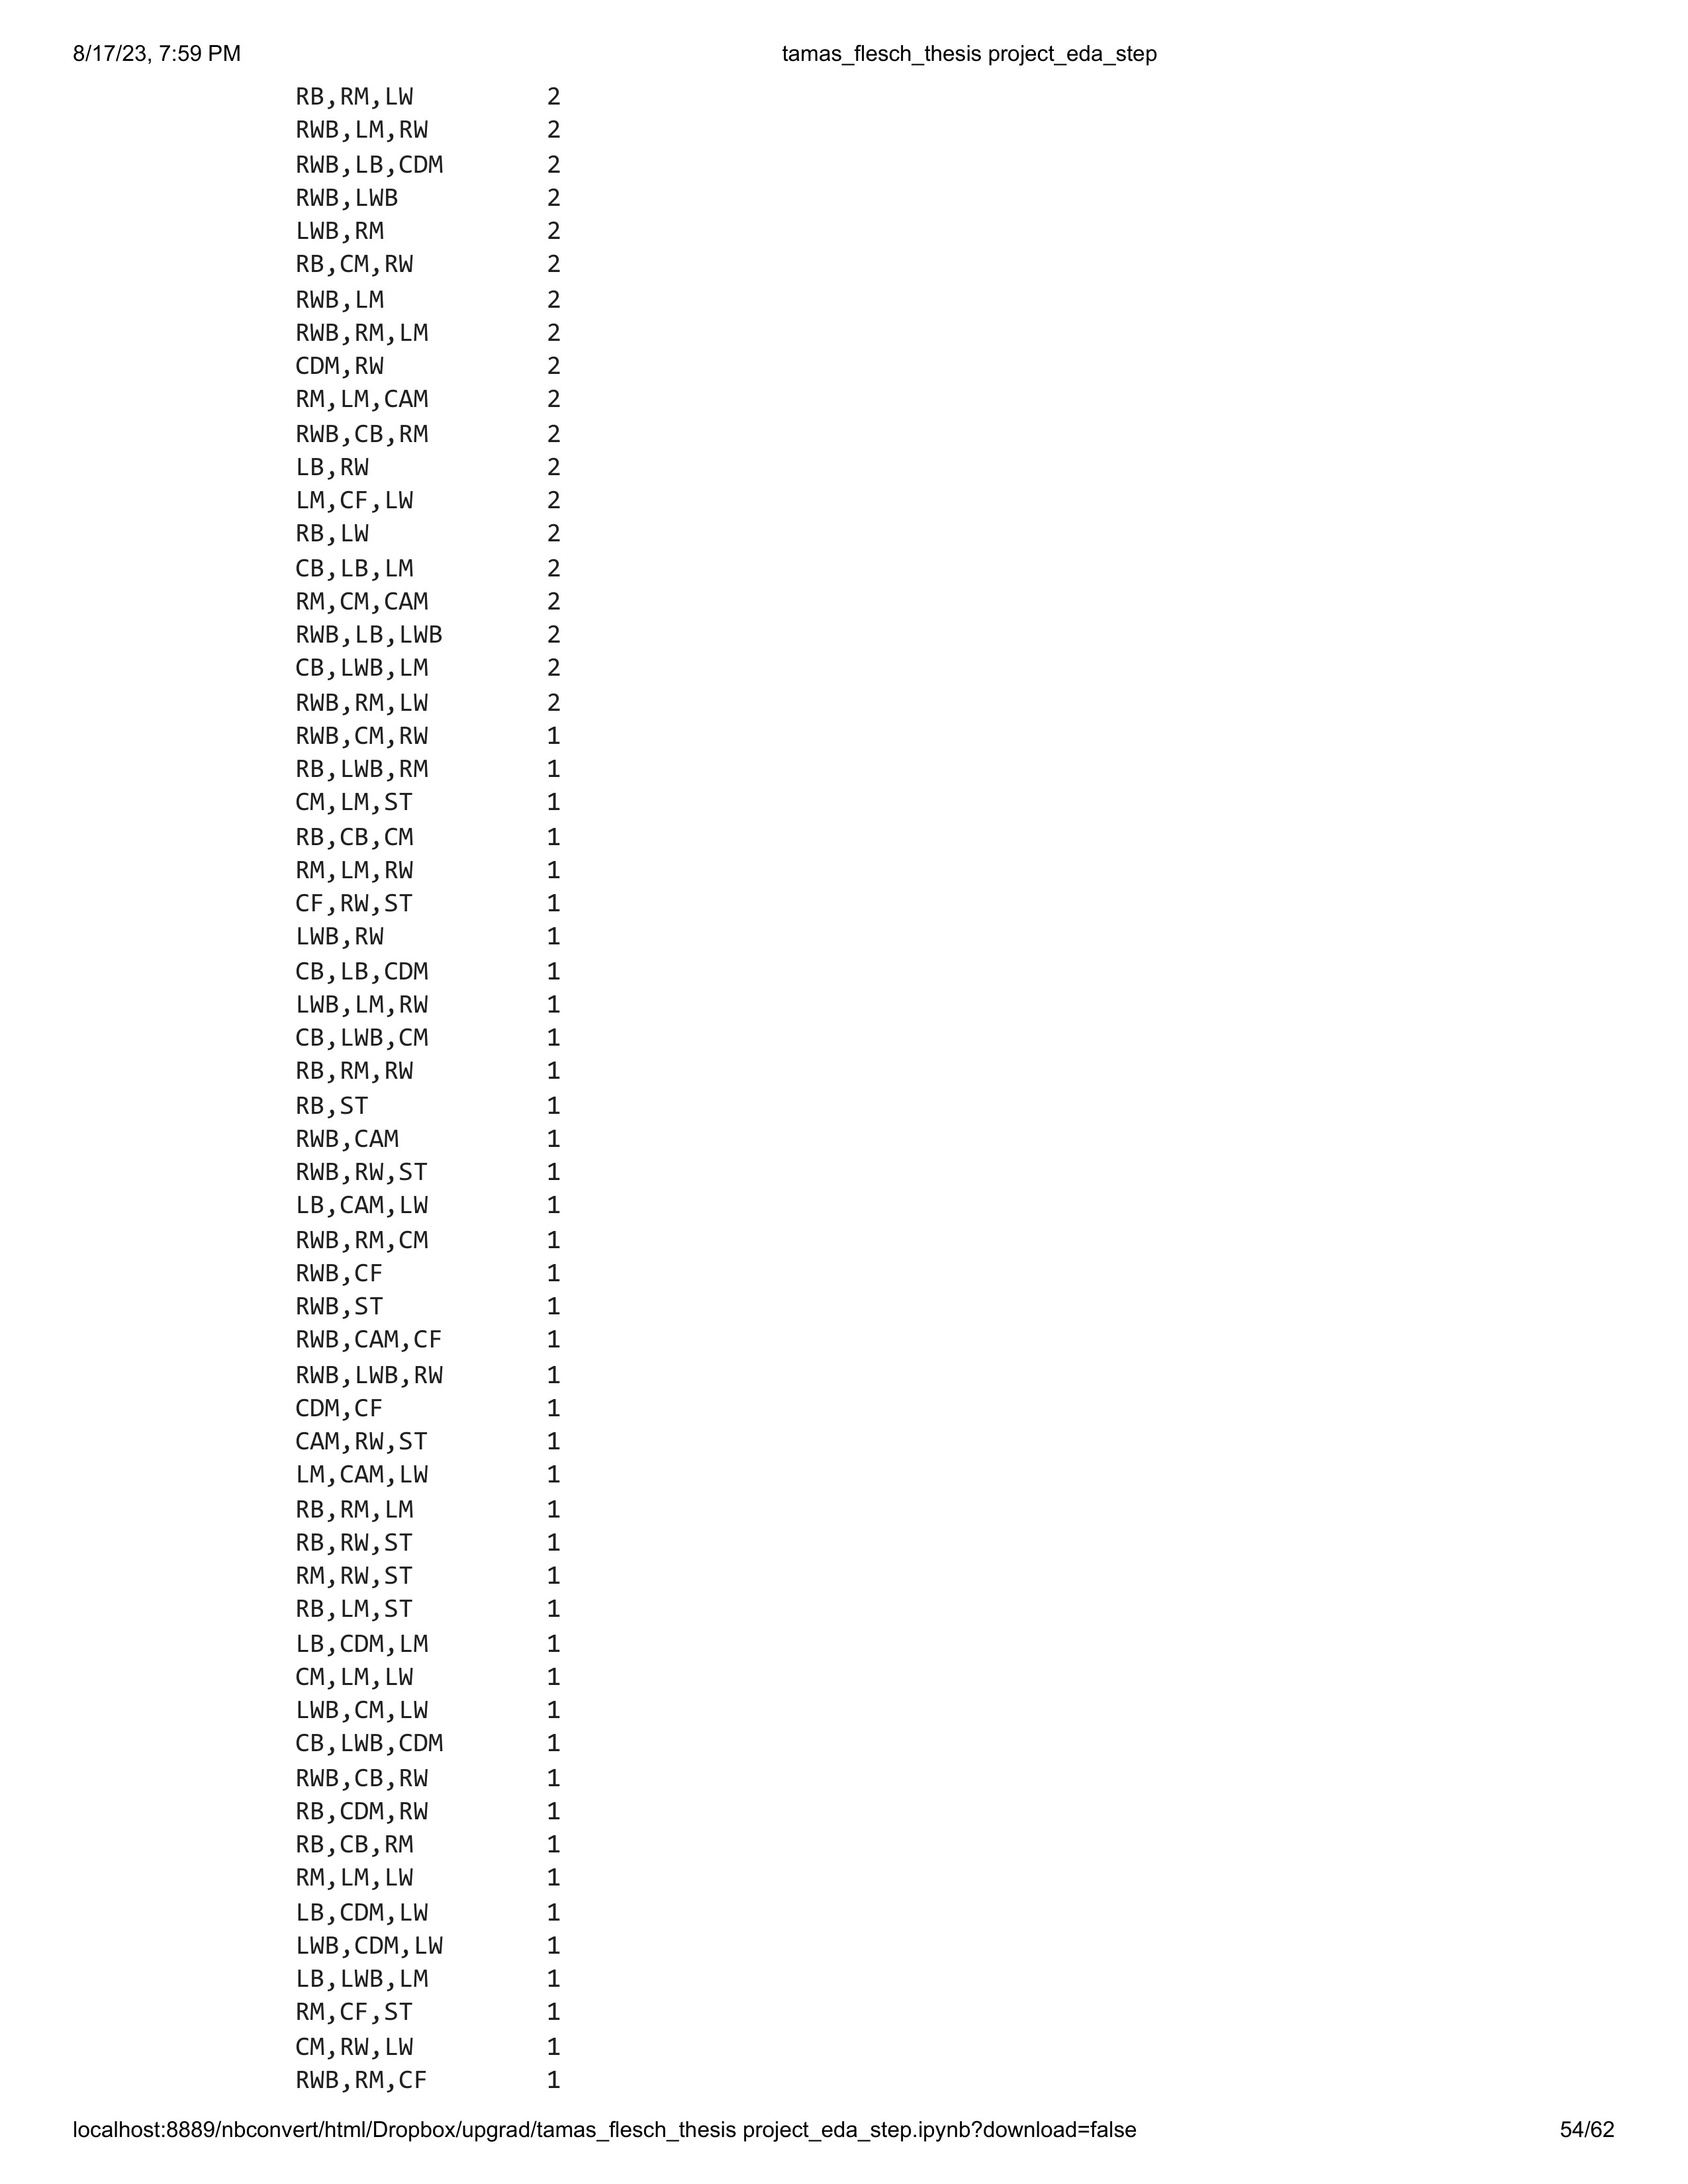 8/17/23, 7:59 PM tamas_flesch_thesis project_eda_step
RB,RM,LW 2
RWB,LM,RW 2
RWB,LB,CDM 2
RWB,LWB 2
LWB,RM 2
RB,CM,RW 2
RWB,LM 2
RWB,RM,LM 2
CDM,RW 2
RM,LM,CAM 2
RWB,CB,RM 2
LB,RW 2
LM,CF,LW 2
RB,LW 2
CB,LB,LM 2
RM,CM,CAM 2
RWB,LB,LWB 2
CB,LWB,LM 2
RWB,RM,LW 2
RWB,CM,RW 1
RB,LWB,RM 1
CM,LM,ST 1
RB,CB,CM 1
RM,LM,RW 1
CF,RW,ST 1
LWB,RW 1
CB,LB,CDM 1
LWB,LM,RW 1
CB,LWB,CM 1
RB,RM,RW 1
RB,ST 1
RWB,CAM 1
RWB,RW,ST 1
LB,CAM,LW 1
RWB,RM,CM 1
RWB,CF 1
RWB,ST 1
RWB,CAM,CF 1
RWB,LWB,RW 1
CDM,CF 1
CAM,RW,ST 1
LM,CAM,LW 1
RB,RM,LM 1
RB,RW,ST 1
RM,RW,ST 1
RB,LM,ST 1
LB,CDM,LM 1
CM,LM,LW 1
LWB,CM,LW 1
CB,LWB,CDM 1
RWB,CB,RW 1
RB,CDM,RW 1
RB,CB,RM 1
RM,LM,LW 1
LB,CDM,LW 1
LWB,CDM,LW 1
LB,LWB,LM 1
RM,CF,ST 1
CM,RW,LW 1
RWB,RM,CF 1
localhost:8889/nbconvert/html/Dropbox/upgrad/tamas_flesch_thesis project_eda_step.ipynb?download=false 54/62